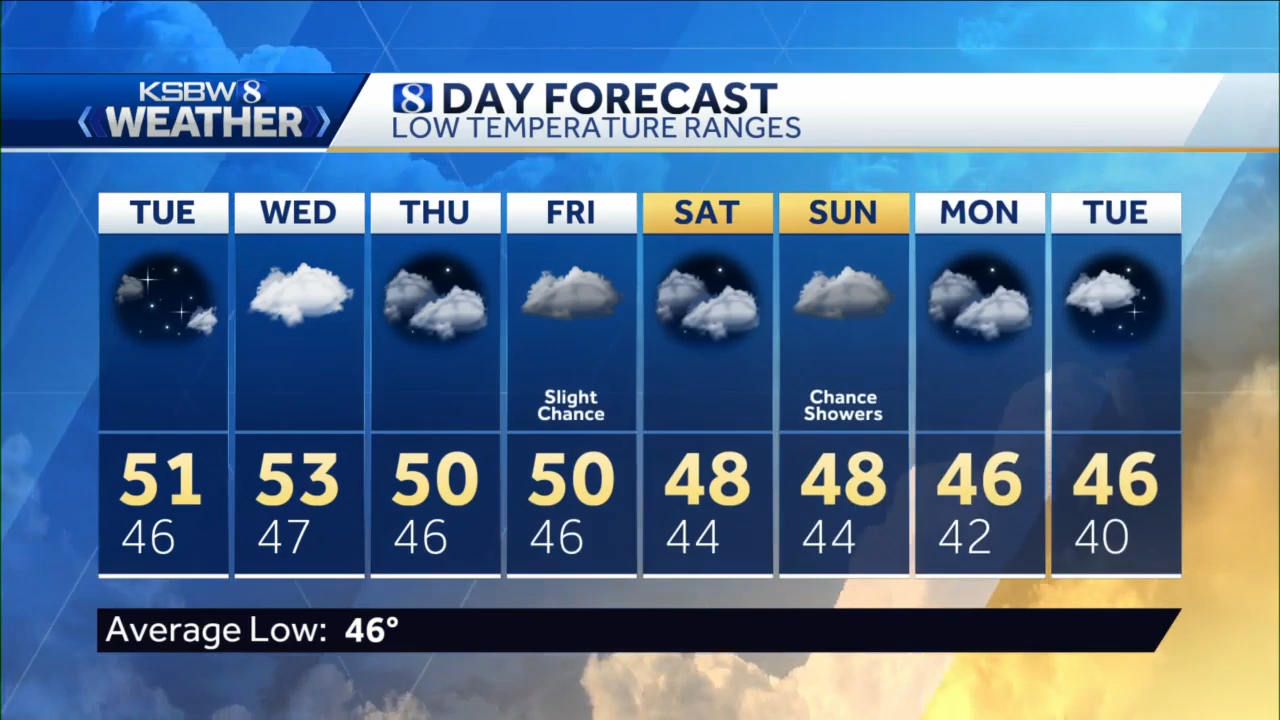 KSBW 8
WEATHER
8 DAY FORECAST
LOW TEMPERATURE RANGES
TUE WED THU FRI SAT SUN MON TUE
Slight Chance
Chance Showers
51 53 50 50 48 48 46 46
46 47 46 46 44 44 42 40
Average Low: 46°